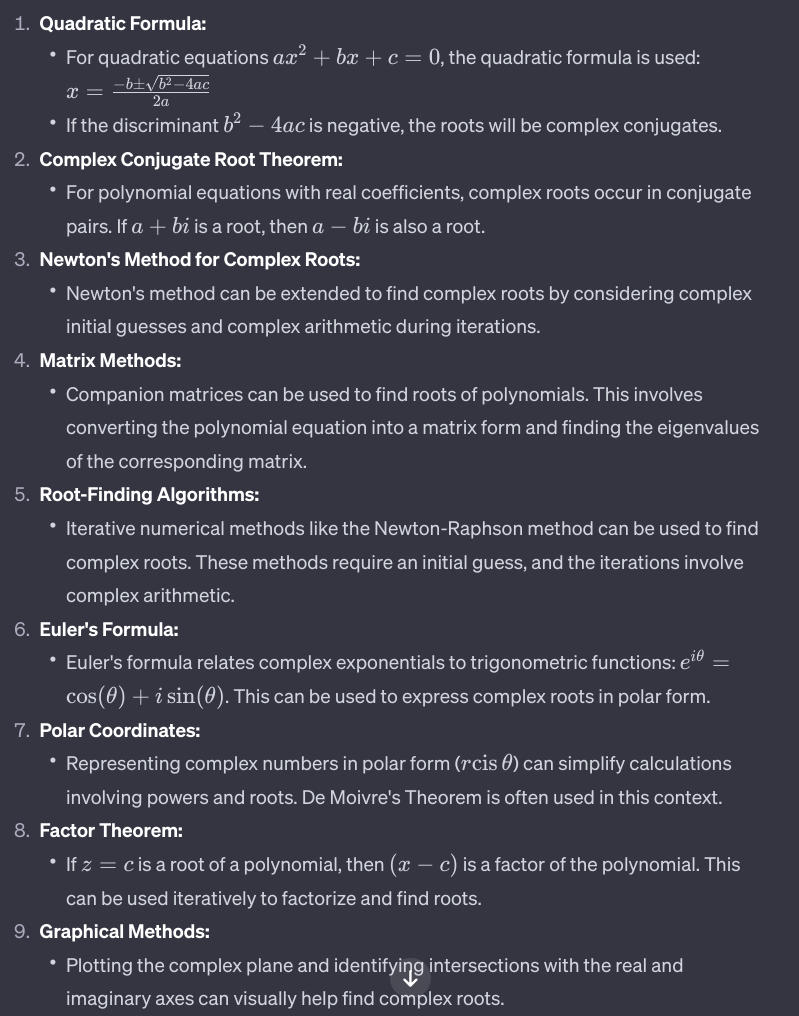 1. Quadratic Formula:
• For quadratic equations ax² + bx + c = 0, the quadratic formula is used:
x = \frac{-b±\sqrt{b²−4ac}}{2a}
• If the discriminant b² − 4ac is negative, the roots will be complex conjugates.
2. Complex Conjugate Root Theorem:
• For polynomial equations with real coefficients, complex roots occur in conjugate
pairs. If a + bi is a root, then a − bi is also a root.
3. Newton's Method for Complex Roots:
• Newton's method can be extended to find complex roots by considering complex
initial guesses and complex arithmetic during iterations.
4. Matrix Methods:
• Companion matrices can be used to find roots of polynomials. This involves
converting the polynomial equation into a matrix form and finding the eigenvalues
of the corresponding matrix.
5. Root-Finding Algorithms:
• Iterative numerical methods like the Newton-Raphson method can be used to find
complex roots. These methods require an initial guess, and the iterations involve
complex arithmetic.
6. Euler's Formula:
• Euler's formula relates complex exponentials to trigonometric functions: e^{iθ} =
cos(θ) + i sin(θ). This can be used to express complex roots in polar form.
7. Polar Coordinates:
• Representing complex numbers in polar form (rcis θ) can simplify calculations
involving powers and roots. De Moivre's Theorem is often used in this context.
8. Factor Theorem:
• If z = c is a root of a polynomial, then (x − c) is a factor of the polynomial. This
can be used iteratively to factorize and find roots.
9. Graphical Methods:
• Plotting the complex plane and identifying intersections with the real and
imaginary axes can visually help find complex roots.